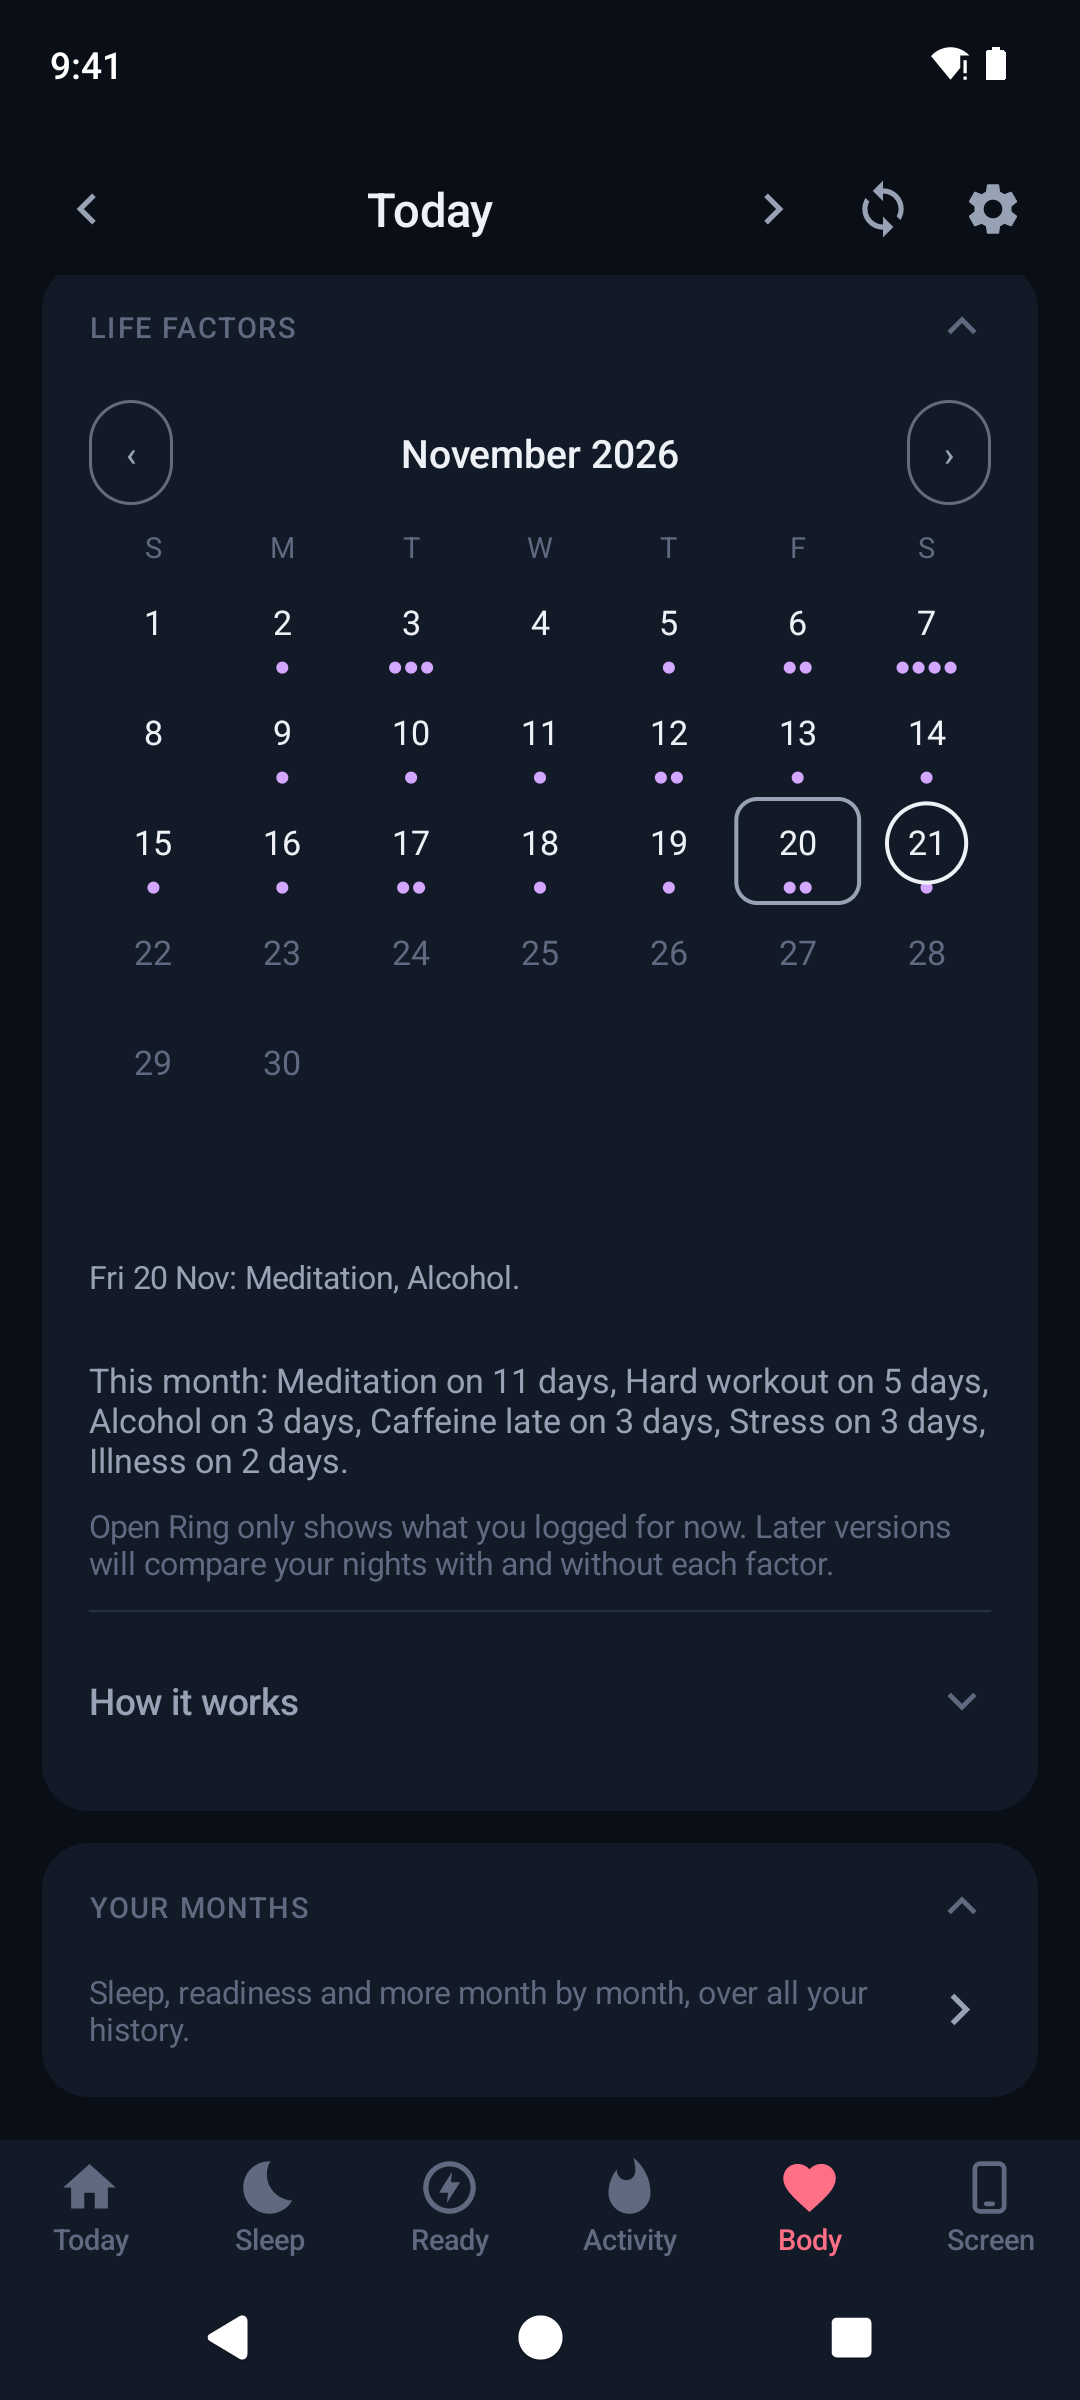 9:41
Today
LIFE FACTORS
‹ November 2026 ›
S M T W T F S
1 2 3 4 5 6 7
8 9 10 11 12 13 14
15 16 17 18 19 20 21
22 23 24 25 26 27 28
29 30
Fri 20 Nov: Meditation, Alcohol.
This month: Meditation on 11 days, Hard workout on 5 days,
Alcohol on 3 days, Caffeine late on 3 days, Stress on 3 days,
Illness on 2 days.
Open Ring only shows what you logged for now. Later versions
will compare your nights with and without each factor.
How it works
YOUR MONTHS
Sleep, readiness and more month by month, over all your
history.
Today Sleep Ready Activity Body Screen